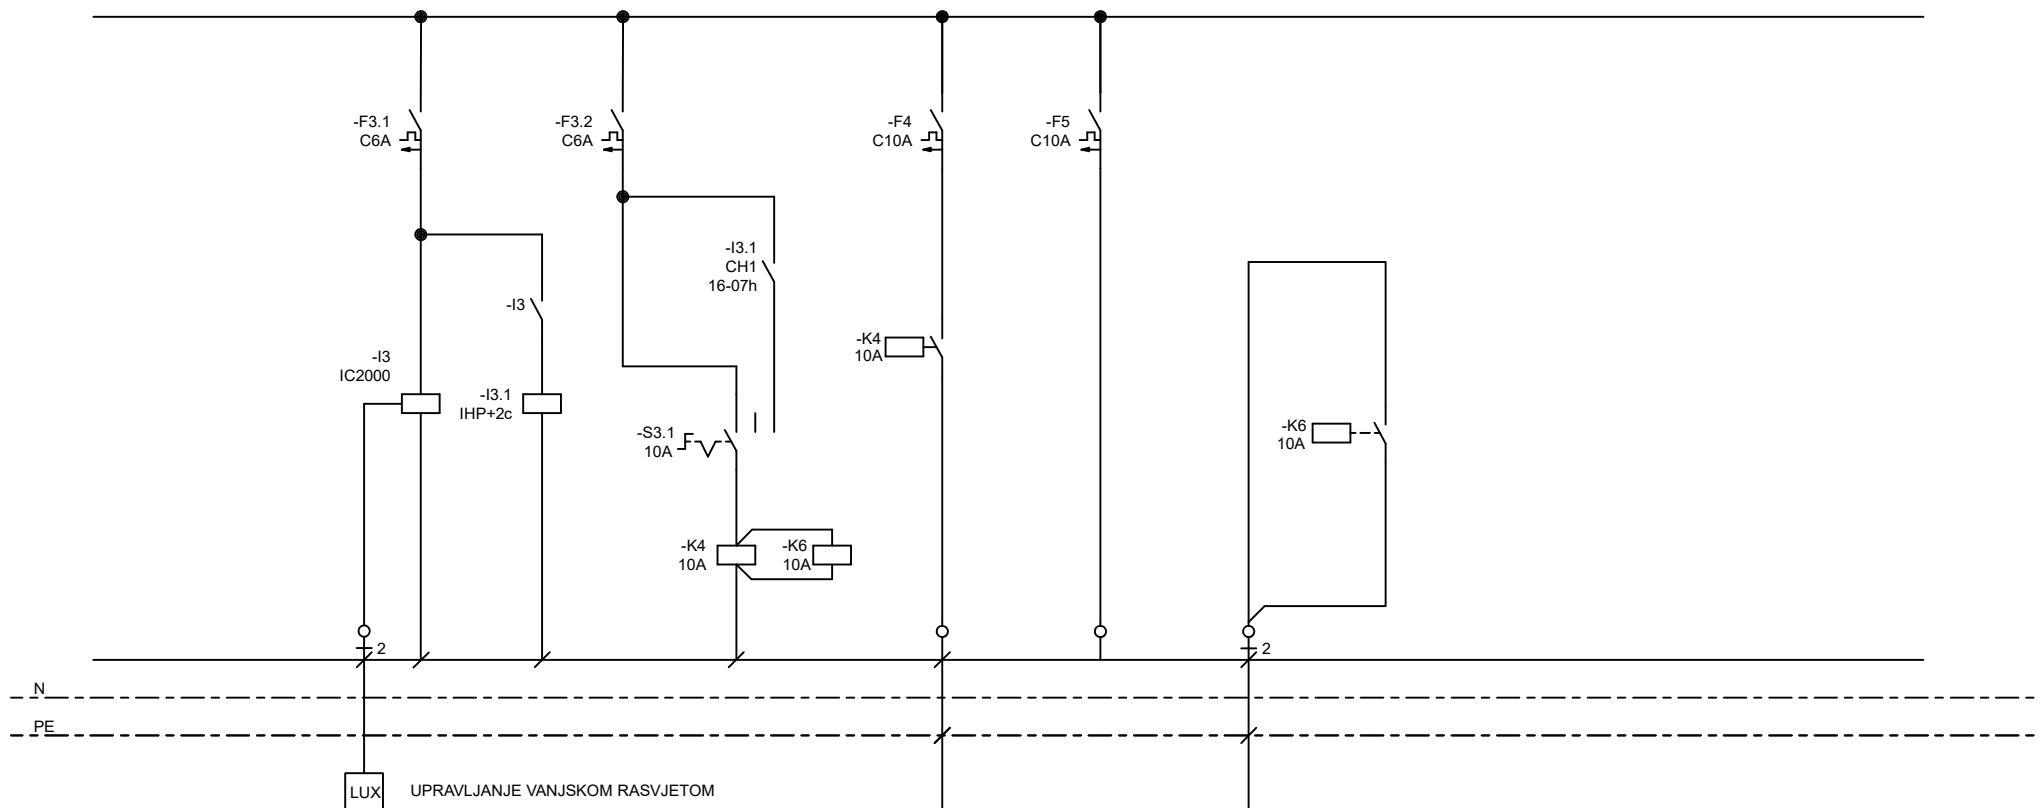 -F3.1
C6A
-F3.2
C6A
-F4
C10A
-F5
C10A
-I3.1
CH1
16-07h
-I3
-K4
10A
-I3
IC2000
-I3.1
IHP+2c
-S3.1
10A
-K6
10A
-K4
10A
-K6
10A
2
2
N
PE
LUX
UPRAVLJANJE VANJSKOM RASVJETOM